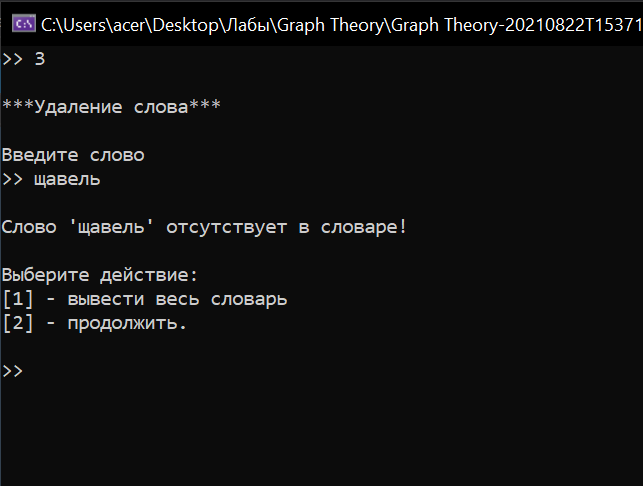 C:\Users\acer\Desktop\Лабы\Graph Theory\Graph Theory-20210822T15371
>> 3
***Удаление слова***
Введите слово
>> щавель
Слово 'щавель' отсутствует в словаре!
Выберите действие:
[1] - вывести весь словарь
[2] - продолжить.
>>